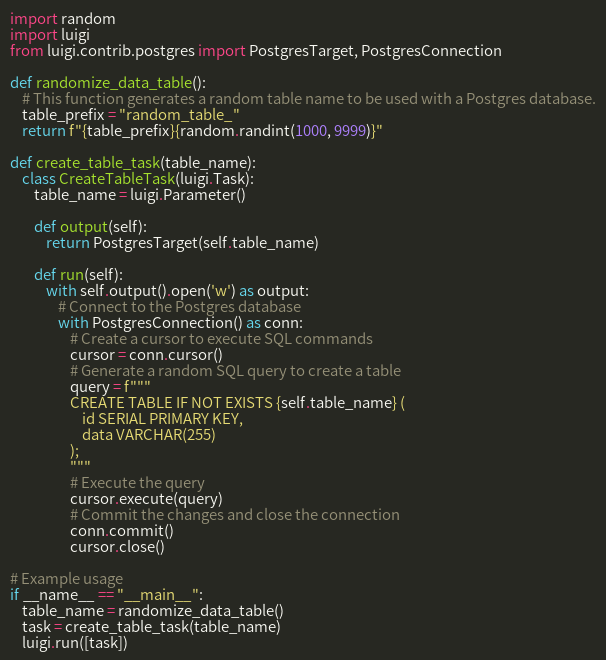 import random
import luigi
from luigi.contrib.postgres import PostgresTarget, PostgresConnection

def randomize_data_table():
    # This function generates a random table name to be used with a Postgres database.
    table_prefix = "random_table_"
    return f"{table_prefix}{random.randint(1000, 9999)}"

def create_table_task(table_name):
    class CreateTableTask(luigi.Task):
        table_name = luigi.Parameter()

        def output(self):
            return PostgresTarget(self.table_name)

        def run(self):
            with self.output().open('w') as output:
                # Connect to the Postgres database
                with PostgresConnection() as conn:
                    # Create a cursor to execute SQL commands
                    cursor = conn.cursor()
                    # Generate a random SQL query to create a table
                    query = f"""
                    CREATE TABLE IF NOT EXISTS {self.table_name} (
                        id SERIAL PRIMARY KEY,
                        data VARCHAR(255)
                    );
                    """
                    # Execute the query
                    cursor.execute(query)
                    # Commit the changes and close the connection
                    conn.commit()
                    cursor.close()

# Example usage
if __name__ == "__main__":
    table_name = randomize_data_table()
    task = create_table_task(table_name)
    luigi.run([task])